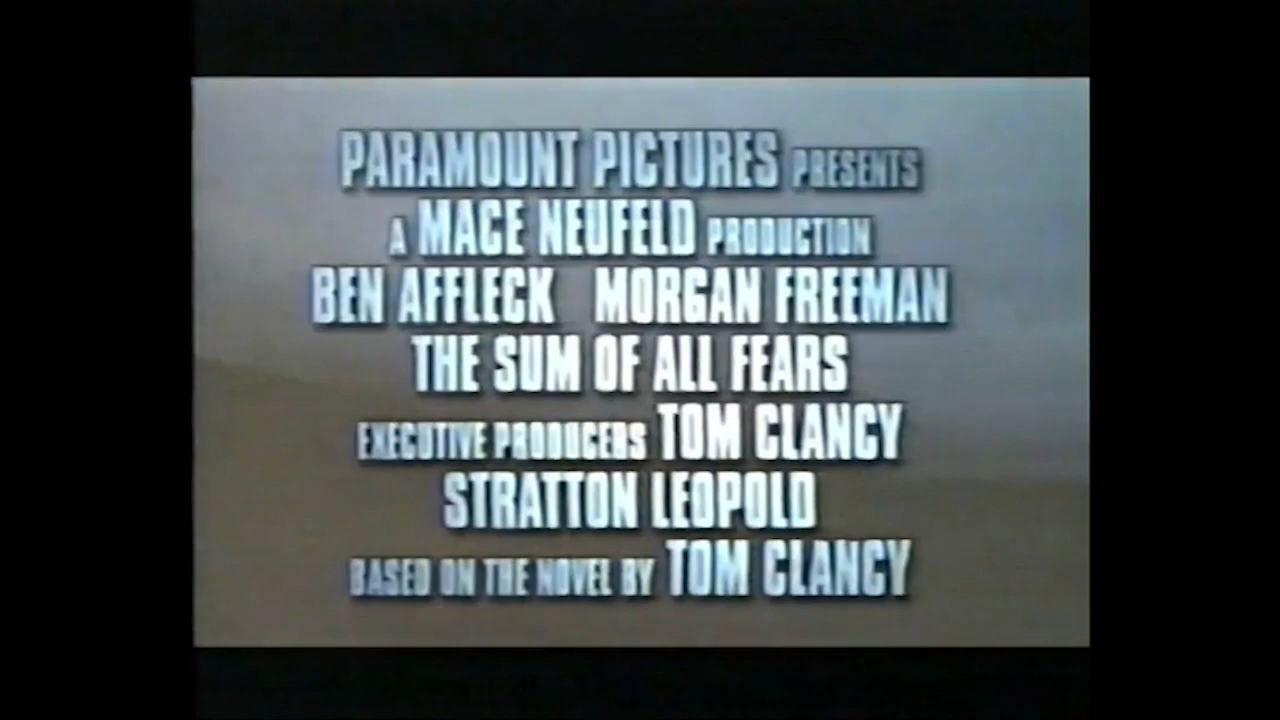 PARAMOUNT PICTURES PRESENTS
A MACE NEUFELD PRODUCTION
BEN AFFLECK MORGAN FREEMAN
THE SUM OF ALL FEARS
EXECUTIVE PRODUCERS TOM CLANCY
STRATTON LEOPOLD
BASED ON THE NOVEL BY TOM CLANCY